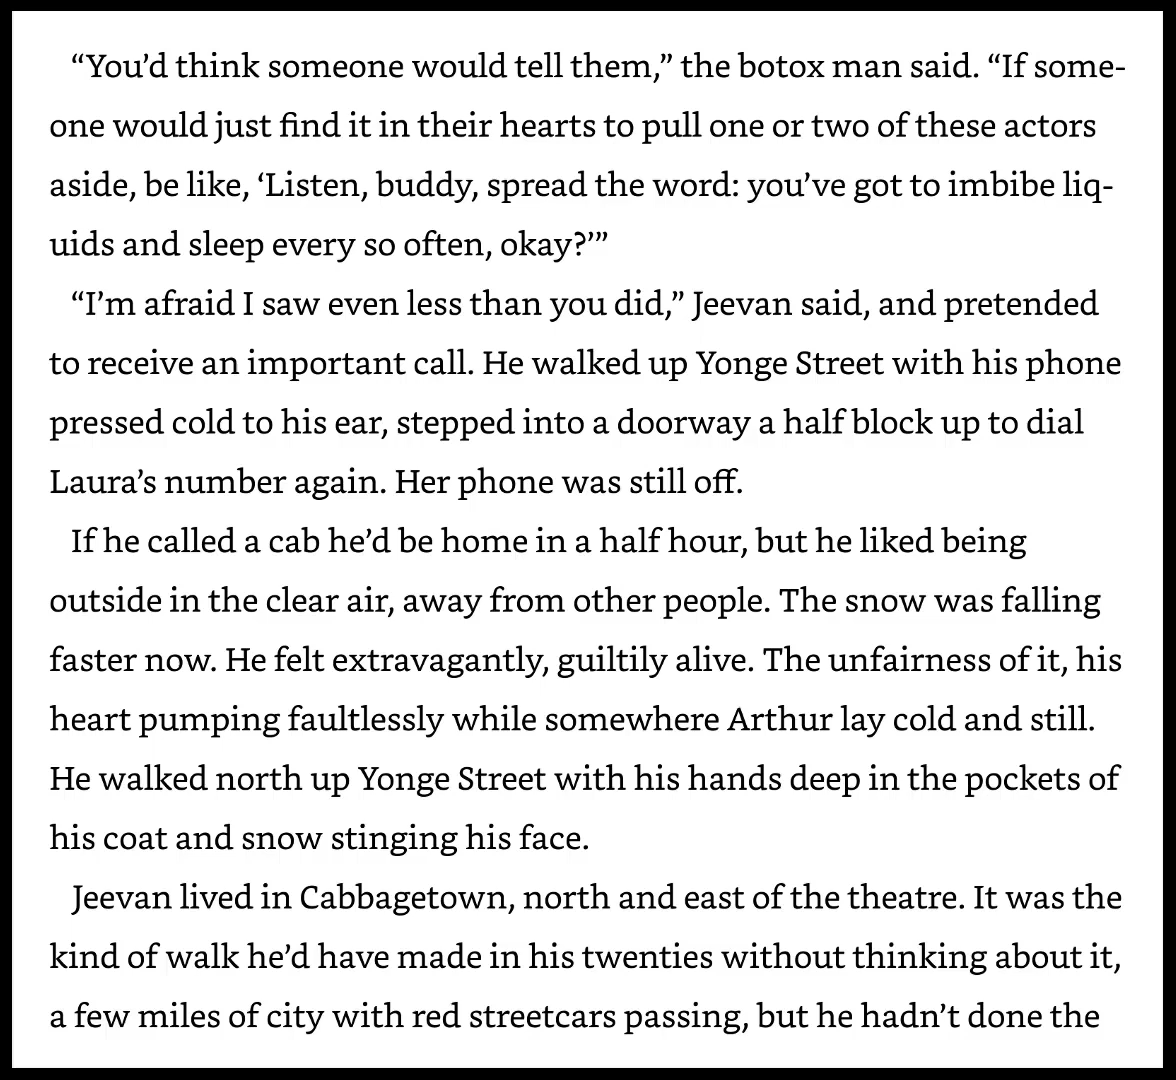 “You’d think someone would tell them,” the botox man said. “If some-
one would just find it in their hearts to pull one or two of these actors
aside, be like, ‘Listen, buddy, spread the word: you’ve got to imbibe liq-
uids and sleep every so often, okay?’”
“I’m afraid I saw even less than you did,” Jeevan said, and pretended
to receive an important call. He walked up Yonge Street with his phone
pressed cold to his ear, stepped into a doorway a half block up to dial
Laura’s number again. Her phone was still off.
If he called a cab he’d be home in a half hour, but he liked being
outside in the clear air, away from other people. The snow was falling
faster now. He felt extravagantly, guiltily alive. The unfairness of it, his
heart pumping faultlessly while somewhere Arthur lay cold and still.
He walked north up Yonge Street with his hands deep in the pockets of
his coat and snow stinging his face.
Jeevan lived in Cabbagetown, north and east of the theatre. It was the
kind of walk he’d have made in his twenties without thinking about it,
a few miles of city with red streetcars passing, but he hadn’t done the